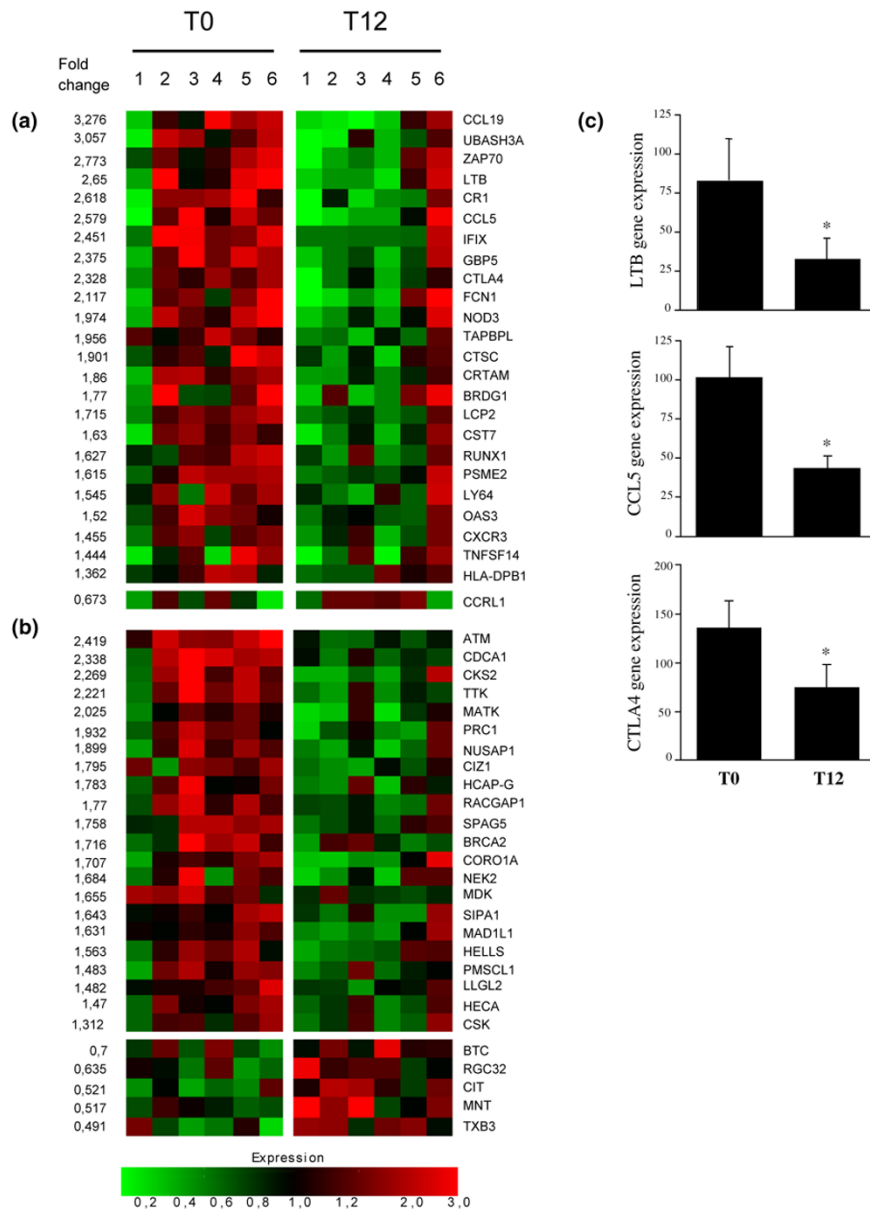 T0 T12
Fold change 1 2 3 4 5 6 1 2 3 4 5 6
(a)
3,276 CCL19
3,057 UBASH3A
2,773 ZAP70
2,65 LTB
2,618 CR1
2,579 CCL5
2,451 IFIX
2,375 GBP5
2,328 CTLA4
2,117 FCN1
1,974 NOD3
1,956 TAPBPL
1,901 CTSC
1,86 CRTAM
1,77 BRDG1
1,715 LCP2
1,63 CST7
1,627 RUNX1
1,615 PSME2
1,545 LY64
1,52 OAS3
1,455 CXCR3
1,444 TNFSF14
1,362 HLA-DPB1
0,673 CCRL1
(b)
2,419 ATM
2,338 CDCA1
2,269 CKS2
2,221 TTK
2,025 MATK
1,932 PRC1
1,899 NUSAP1
1,795 CIZ1
1,783 HCAP-G
1,77 RACGAP1
1,758 SPAG5
1,716 BRCA2
1,707 CORO1A
1,684 NEK2
1,655 MDK
1,643 SIPA1
1,631 MAD1L1
1,563 HELLS
1,483 PMSCL1
1,482 LLGL2
1,47 HECA
1,312 CSK
0,7 BTC
0,635 RGC32
0,521 CIT
0,517 MNT
0,491 TXB3
Expression
0,2 0,4 0,6 0,8 1,0 1,2 2,0 3,0
(c)
LTB gene expression
125
100
75
50
25
0
*
CCL5 gene expression
125
100
75
50
25
0
*
CTLA4 gene expression
200
150
100
50
0
*
T0 T12